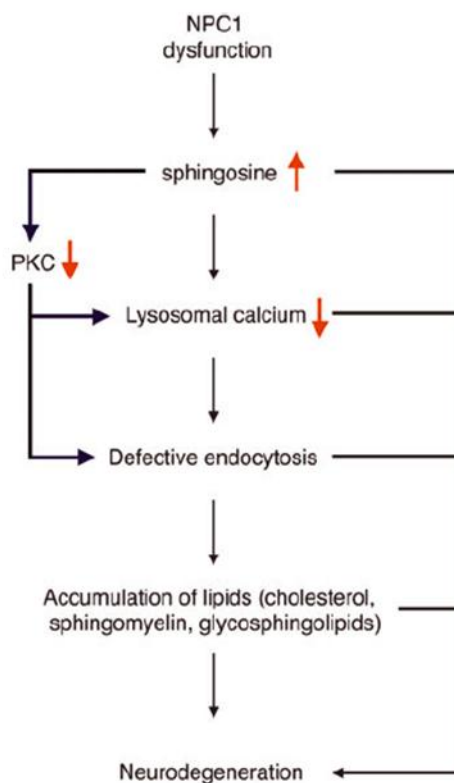 NPC1
dysfunction
sphingosine
PKC
Lysosomal calcium
Defective endocytosis
Accumulation of lipids (cholesterol,
sphingomyelin, glycosphingolipids)
Neurodegeneration